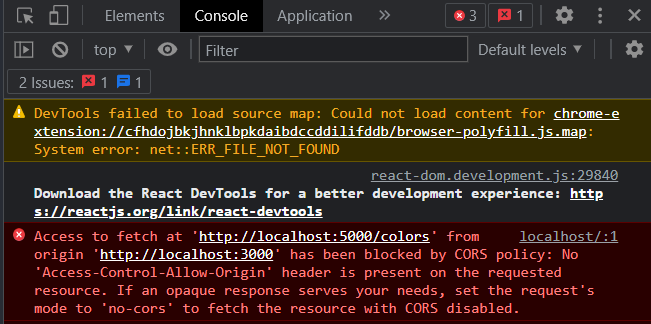 Elements Console Application » 3 1
top Filter Default levels
2 Issues: 1 1
DevTools failed to load source map: Could not load content for chrome-e
xtension://cfhdojbkjhnklbpkdaibdccddilifddb/browser-polyfill.js.map:
System error: net::ERR_FILE_NOT_FOUND
react-dom.development.js:29840
Download the React DevTools for a better development experience: http
s://reactjs.org/link/react-devtools
Access to fetch at 'http://localhost:5000/colors' from localhost/:1
origin 'http://localhost:3000' has been blocked by CORS policy: No
'Access-Control-Allow-Origin' header is present on the requested
resource. If an opaque response serves your needs, set the request's
mode to 'no-cors' to fetch the resource with CORS disabled.